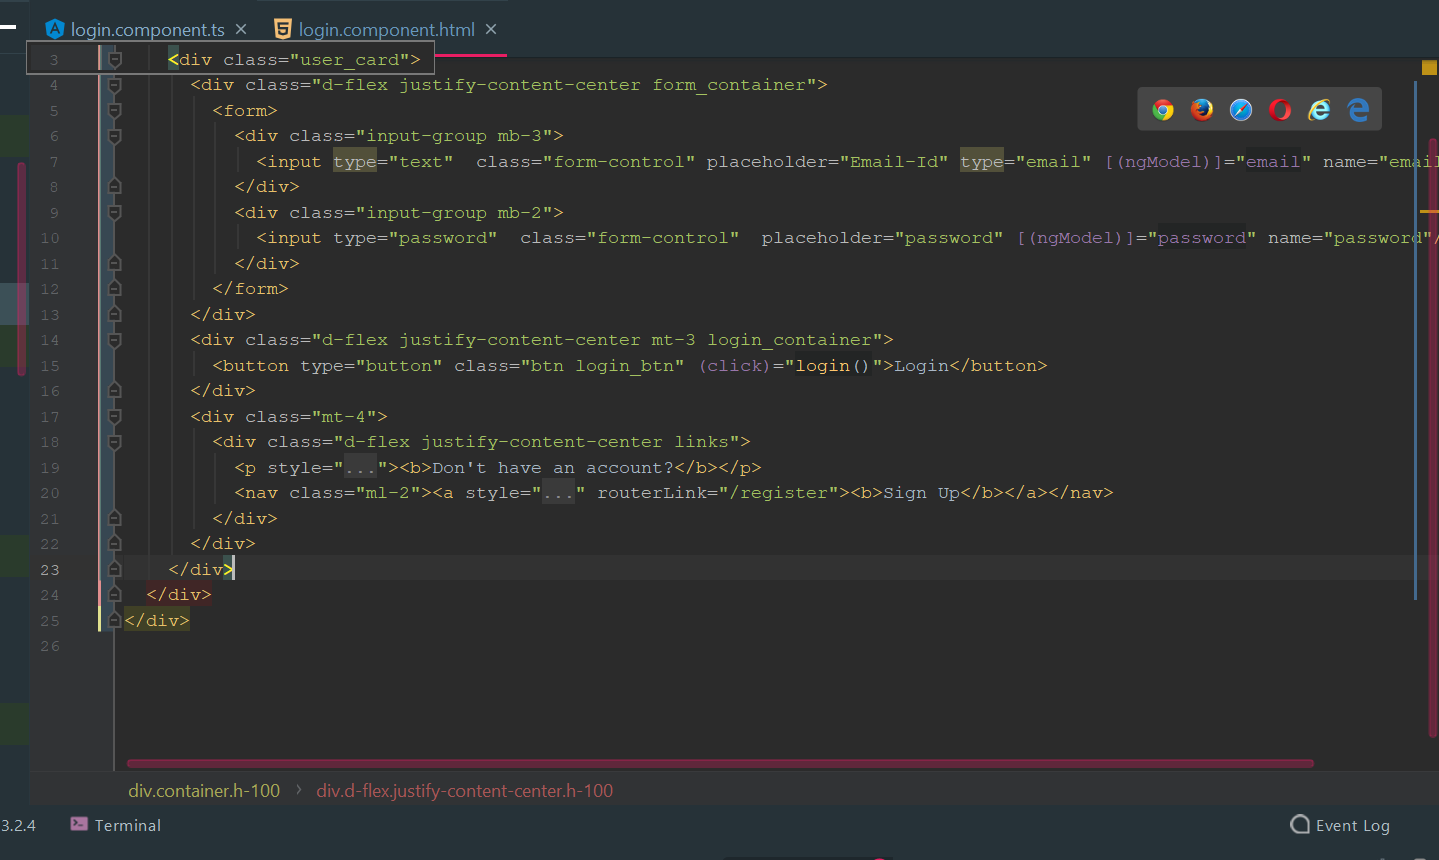 login.component.ts ×
login.component.html ×
3 <div class="user_card">
4 <div class="d-flex justify-content-center form_container">
5 <form>
6 <div class="input-group mb-3">
7 <input type="text"  class="form-control" placeholder="Email-Id" type="email" [(ngModel)]="email" name="email
8 </div>
9 <div class="input-group mb-2">
10 <input type="password"  class="form-control"  placeholder="password" [(ngModel)]="password" name="password"/
11 </div>
12 </form>
13 </div>
14 <div class="d-flex justify-content-center mt-3 login_container">
15 <button type="button" class="btn login_btn" (click)="login()">Login</button>
16 </div>
17 <div class="mt-4">
18 <div class="d-flex justify-content-center links">
19 <p style="..."><b>Don't have an account?</b></p>
20 <nav class="ml-2"><a style="..." routerLink="/register"><b>Sign Up</b></a></nav>
21 </div>
22 </div>
23 </div>
24 </div>
25 </div>
26
div.container.h-100 › div.d-flex.justify-content-center.h-100
3.2.4 Terminal Event Log